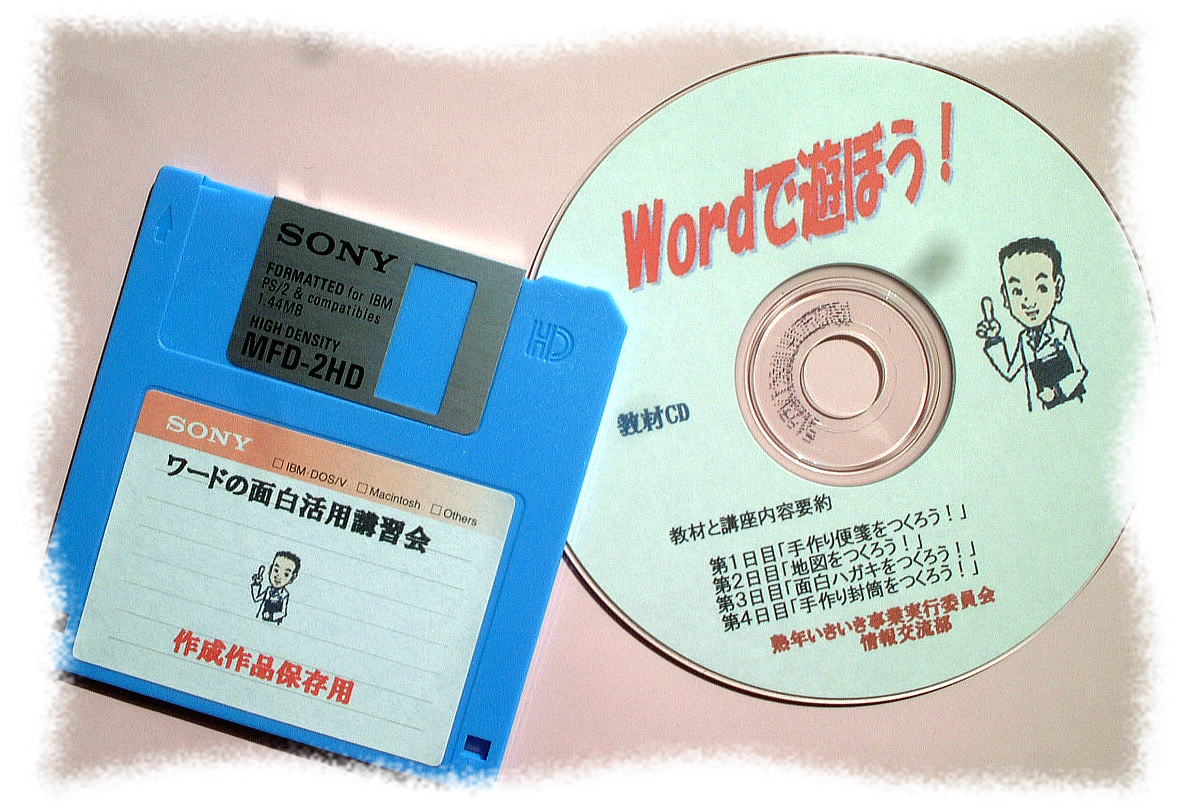 SONY
FORMATTED for IBM
PS/2 & compatibles
1.44MB
HIGH DENSITY
MFD-2HD
HD
SONY
□IBM-DOS/V □Macintosh □Others
ワードの面白活用講習会
作成作品保存用
Wordで遊ぼう!
教材CD
教材と講座内容要約
第1日目「手作り便箋をつくろう!」
第2日目「地図をつくろう!」
第3日目「面白ハガキをつくろう!」
第4日目「手作り封筒をつくろう!」
熟年いきいき事業実行委員会
情報交流部